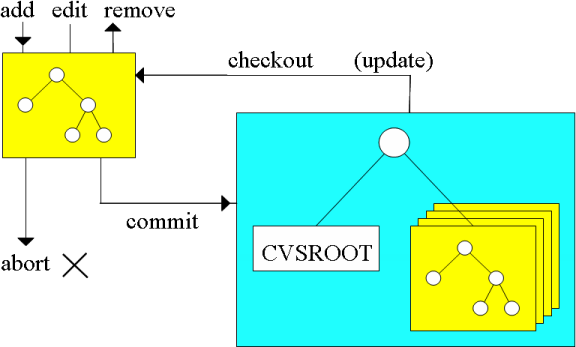 add edit remove
checkout (update)
commit
CVSROOT
abort